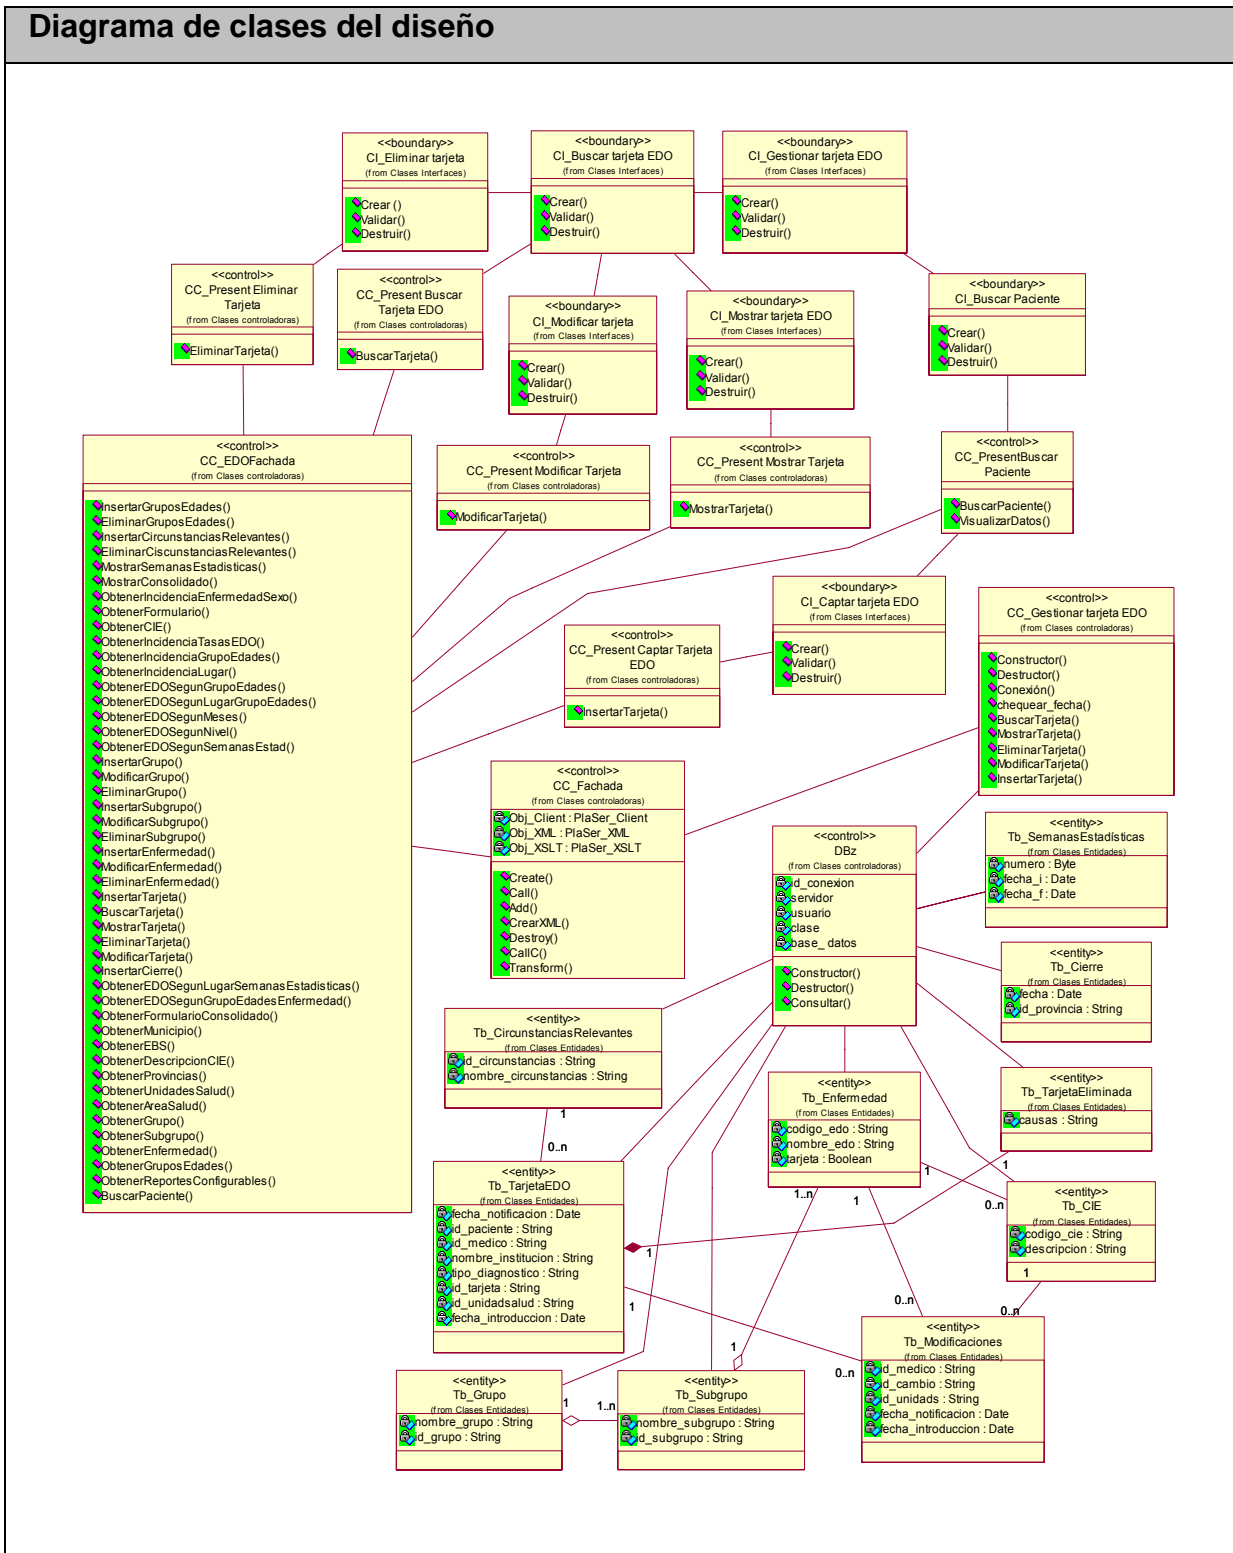 Diagrama de clases del diseño
<<boundary>>
CI_Eliminar tarjeta
(from Clases Interfaces)
Crear ()
Validar()
Destruir()
<<boundary>>
CI_Buscar tarjeta EDO
(from Clases Interfaces)
Crear()
Validar()
Destruir()
<<boundary>>
CI_Gestionar tarjeta EDO
(from Clases Interfaces)
Crear()
Validar()
Destruir()
<<control>>
CC_Present Eliminar
Tarjeta
(from Clases controladoras)
EliminarTarjeta()
<<control>>
CC_Present Buscar
Tarjeta EDO
(from Clases controladoras)
BuscarTarjeta()
<<boundary>>
CI_Modificar tarjeta
(from Clases Interfaces)
Crear()
Validar()
Destruir()
<<boundary>>
CI_Mostrar tarjeta EDO
(from Clases Interfaces)
Crear()
Validar()
Destruir()
<<boundary>>
CI_Buscar Paciente
Crear()
Validar()
Destruir()
<<control>>
CC_EDOFachada
(from Clases controladoras)
InsertarGruposEdades()
EliminarGruposEdades()
InsertarCircunstanciasRelevantes()
EliminarCiscunstanciasRelevantes()
MostrarSemanasEstadisticas()
MostrarConsolidado()
ObtenerIncidenciaEnfermedadSexo()
ObtenerFormulario()
ObtenerCIE()
ObtenerIncidenciaTasasEDO()
ObtenerIncidenciaGrupoEdades()
ObtenerIncidenciaLugar()
ObtenerEDOSegunGrupoEdades()
ObtenerEDOSegunLugarGrupoEdades()
ObtenerEDOSegunMeses()
ObtenerEDOSegunNivel()
ObtenerEDOSegunSemanasEstad()
InsertarGrupo()
ModificarGrupo()
EliminarGrupo()
InsertarSubgrupo()
ModificarSubgrupo()
EliminarSubgrupo()
InsertarEnfermedad()
ModificarEnfermedad()
EliminarEnfermedad()
InsertarTarjeta()
BuscarTarjeta()
MostrarTarjeta()
EliminarTarjeta()
ModificarTarjeta()
InsertarCierre()
ObtenerEDOSegunLugarSemanasEstadisticas()
ObtenerEDOSegunGrupoEdadesEnfermedad()
ObtenerFormularioConsolidado()
ObtenerMunicipio()
ObtenerEBS()
ObtenerDescripcionCIE()
ObtenerProvincias()
ObtenerUnidadesSalud()
ObtenerAreaSalud()
ObtenerGrupo()
ObtenerSubgrupo()
ObtenerEnfermedad()
ObtenerGruposEdades()
ObtenerReportesConfigurables()
BuscarPaciente()
<<control>>
CC_Present Modificar Tarjeta
(from Clases controladoras)
ModificarTarjeta()
<<control>>
CC_Present Mostrar Tarjeta
(from Clases controladoras)
MostrarTarjeta()
<<control>>
CC_PresentBuscar
Paciente
BuscarPaciente()
VisualizarDatos()
<<boundary>>
CI_Captar tarjeta EDO
(from Clases Interfaces)
Crear()
Validar()
Destruir()
<<control>>
CC_Present Captar Tarjeta
EDO
(from Clases controladoras)
InsertarTarjeta()
<<control>>
CC_Gestionar tarjeta EDO
(from Clases controladoras)
Constructor()
Destructor()
Conexión()
chequear_fecha()
BuscarTarjeta()
MostrarTarjeta()
EliminarTarjeta()
ModificarTarjeta()
InsertarTarjeta()
<<control>>
CC_Fachada
(from Clases controladoras)
Obj_Client : PlaSer_Client
Obj_XML : PlaSer_XML
Obj_XSLT : PlaSer_XSLT
Create()
Call()
Add()
CrearXML()
Destroy()
CallC()
Transform()
<<control>>
DBz
(from Clases controladoras)
id_conexion
servidor
usuario
clase
base_ datos
Constructor()
Destructor()
Consultar()
<<entity>>
Tb_SemanasEstadísticas
(from Clases Entidades)
numero : Byte
fecha_i : Date
fecha_f : Date
<<entity>>
Tb_Cierre
(from Clases Entidades)
fecha : Date
id_provincia : String
<<entity>>
Tb_CircunstanciasRelevantes
(from Clases Entidades)
id_circunstancias : String
nombre_circunstancias : String
1
0..n
<<entity>>
Tb_Enfermedad
(from Clases Entidades)
codigo_edo : String
nombre_edo : String
tarjeta : Boolean
1..n
1
1
0..n
<<entity>>
Tb_TarjetaEliminada
(from Clases Entidades)
causas : String
1
<<entity>>
Tb_TarjetaEDO
(from Clases Entidades)
fecha_notificacion : Date
id_paciente : String
id_medico : String
nombre_institucion : String
tipo_diagnostico : String
id_tarjeta : String
id_unidadsalud : String
fecha_introduccion : Date
1
1
<<entity>>
Tb_CIE
(from Clases Entidades)
codigo_cie : String
descripcion : String
1
0..n
0..n
<<entity>>
Tb_Modificaciones
(from Clases Entidades)
id_medico : String
id_cambio : String
id_unidads : String
fecha_notificacion : Date
fecha_introduccion : Date
0..n
<<entity>>
Tb_Grupo
(from Clases Entidades)
nombre_grupo : String
id_grupo : String
1
1..n
1
<<entity>>
Tb_Subgrupo
(from Clases Entidades)
nombre_subgrupo : String
id_subgrupo : String